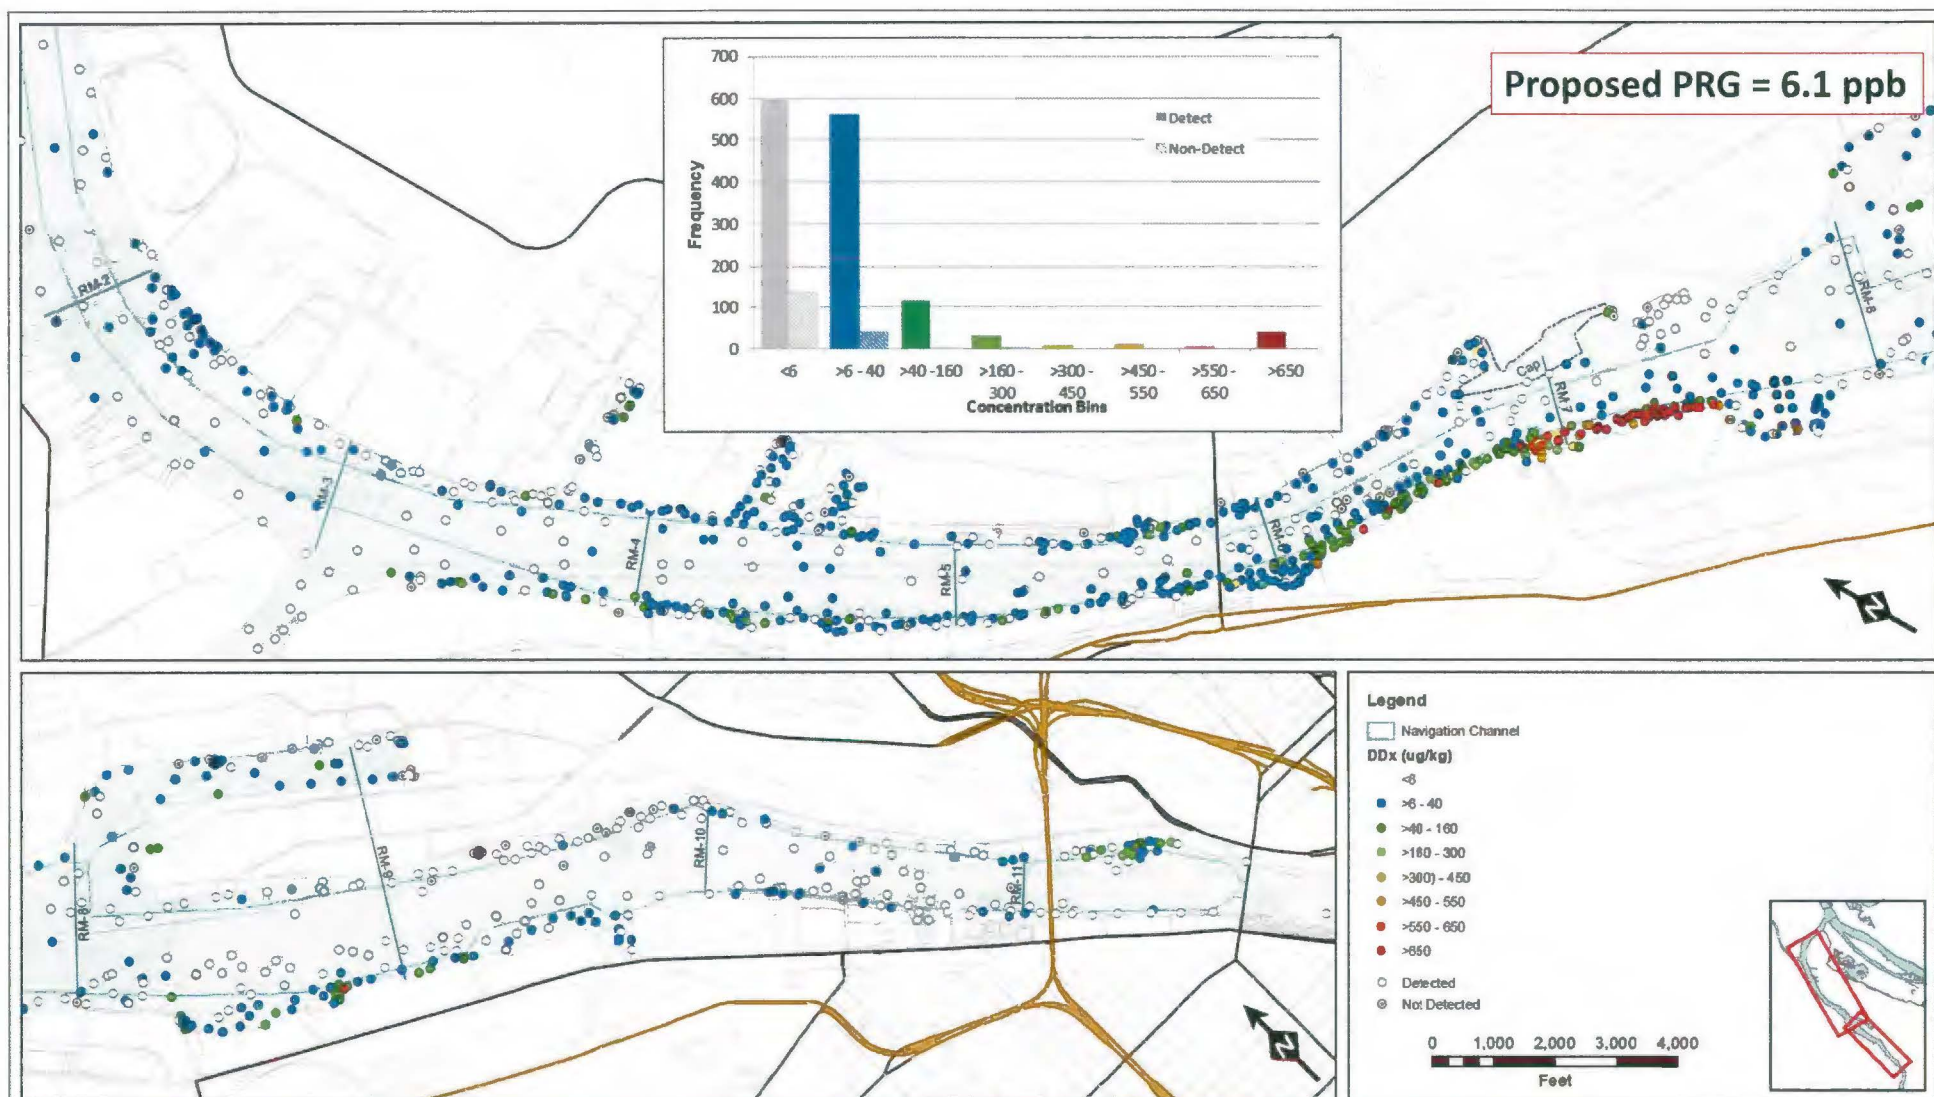 Proposed PRG = 6.1 ppb
700
600
500
400
300
200
100
0
Frequency
Detect
Non-Detect
<6
>6 - 40
>40-160
>160 - 300
>300 - 450
>450 - 550
>550 - 650
>650
Concentration Bins
RM-2
RM-3
RM-4
RM-5
RM-6
Cap
RM 7
RM-8
N
RM-8
RM-9
RM-10
RM-11
N
Legend
Navigation Channel
DDx (ug/kg)
<6
>6 - 40
>40 - 160
>160 - 300
>300) - 450
>450 - 550
>550 - 650
>650
Detected
Not Detected
0 1,000 2,000 3,000 4,000
Feet